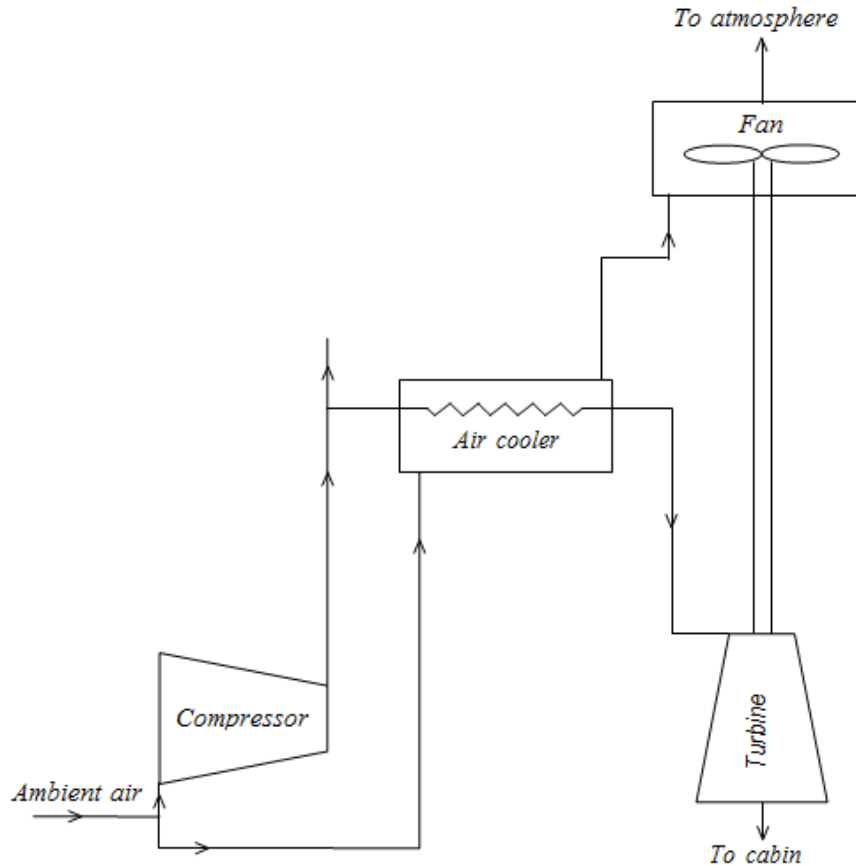 To atmosphere
Fan
Air cooler
Compressor
Turbine
Ambient air
To cabin